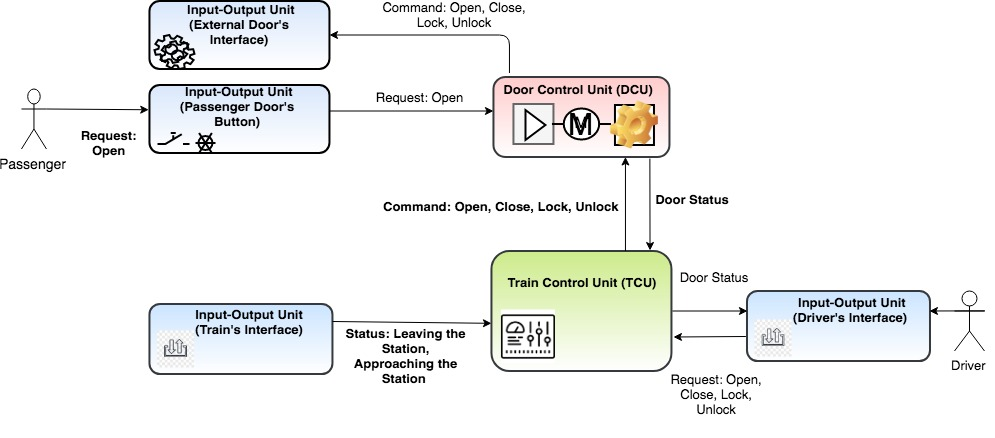 Input-Output Unit
(External Door's
Interface)
Command: Open, Close,
Lock, Unlock
Input-Output Unit
(Passenger Door's
Button)
Request: Open
Door Control Unit (DCU)
M
Request:
Open
Passenger
Command: Open, Close, Lock, Unlock
Door Status
Train Control Unit (TCU)
Door Status
Input-Output Unit
(Train's Interface)
Status: Leaving the
Station,
Approaching the
Station
Input-Output Unit
(Driver's Interface)
Driver
Request: Open,
Close, Lock,
Unlock